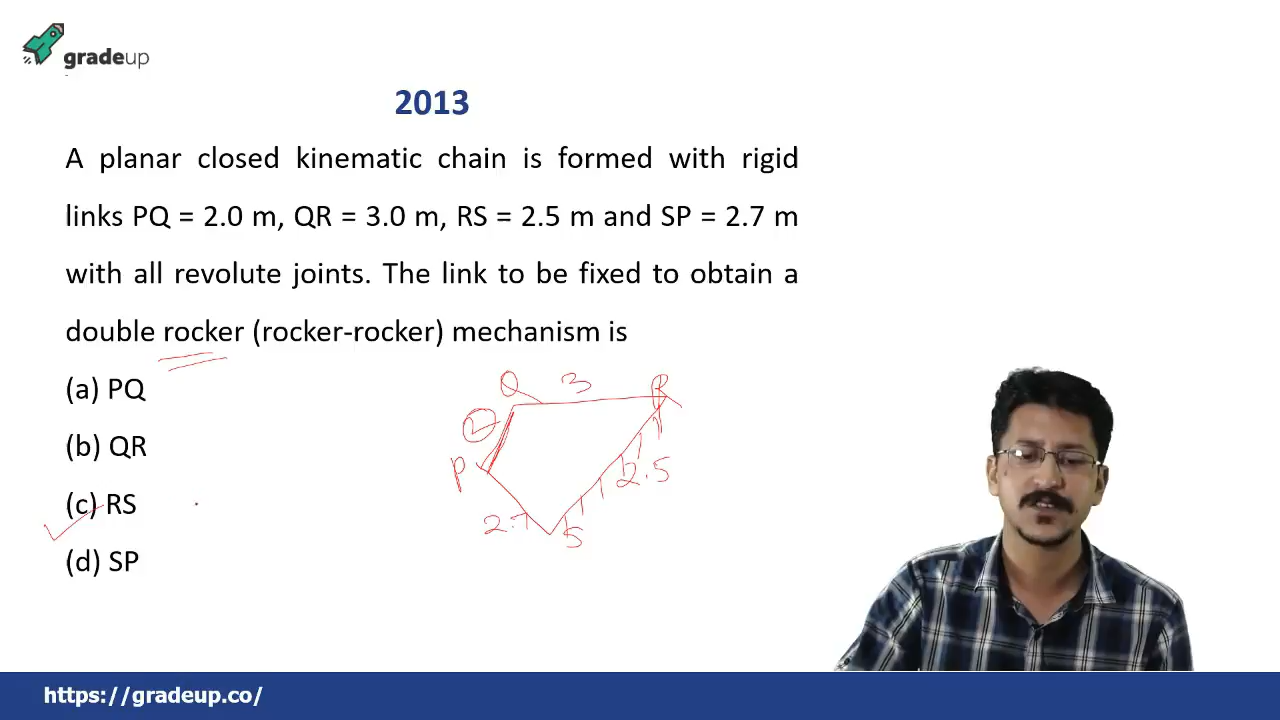 gradeup
2013
A planar closed kinematic chain is formed with rigid
links PQ = 2.0 m, QR = 3.0 m, RS = 2.5 m and SP = 2.7 m
with all revolute joints. The link to be fixed to obtain a
double rocker (rocker-rocker) mechanism is
(a) PQ
(b) QR
(c) RS
(d) SP
Q 3 R
2
P 2.5
2.7 S
https://gradeup.co/